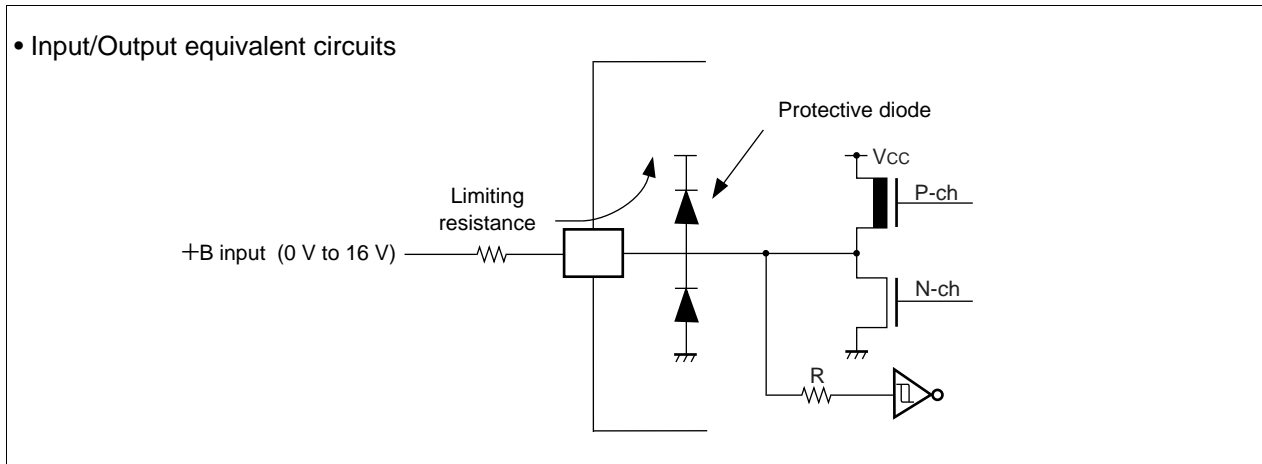 • Input/Output equivalent circuits
Protective diode
VCC
Limiting
resistance
P-ch
+B input (0 V to 16 V)
N-ch
R